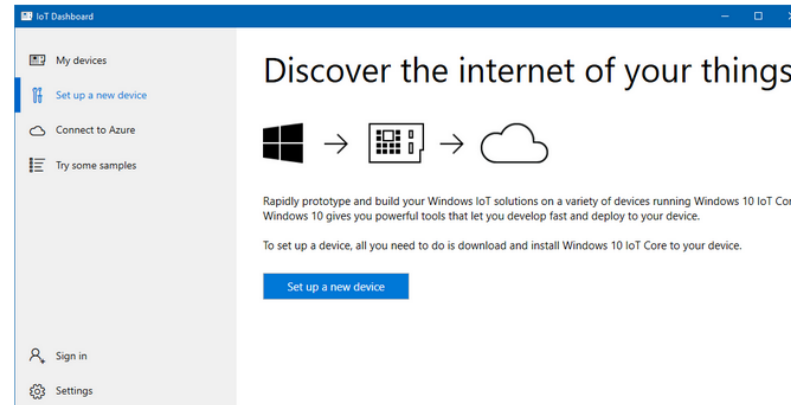 IoT Dashboard
My devices
Set up a new device
Connect to Azure
Try some samples
Sign in
Settings
Discover the internet of your things
Rapidly prototype and build your Windows IoT solutions on a variety of devices running Windows 10 IoT
Windows 10 gives you powerful tools that let you develop fast and deploy to your device.
To set up a device, all you need to do is download and install Windows 10 IoT Core to your device.
Set up a new device